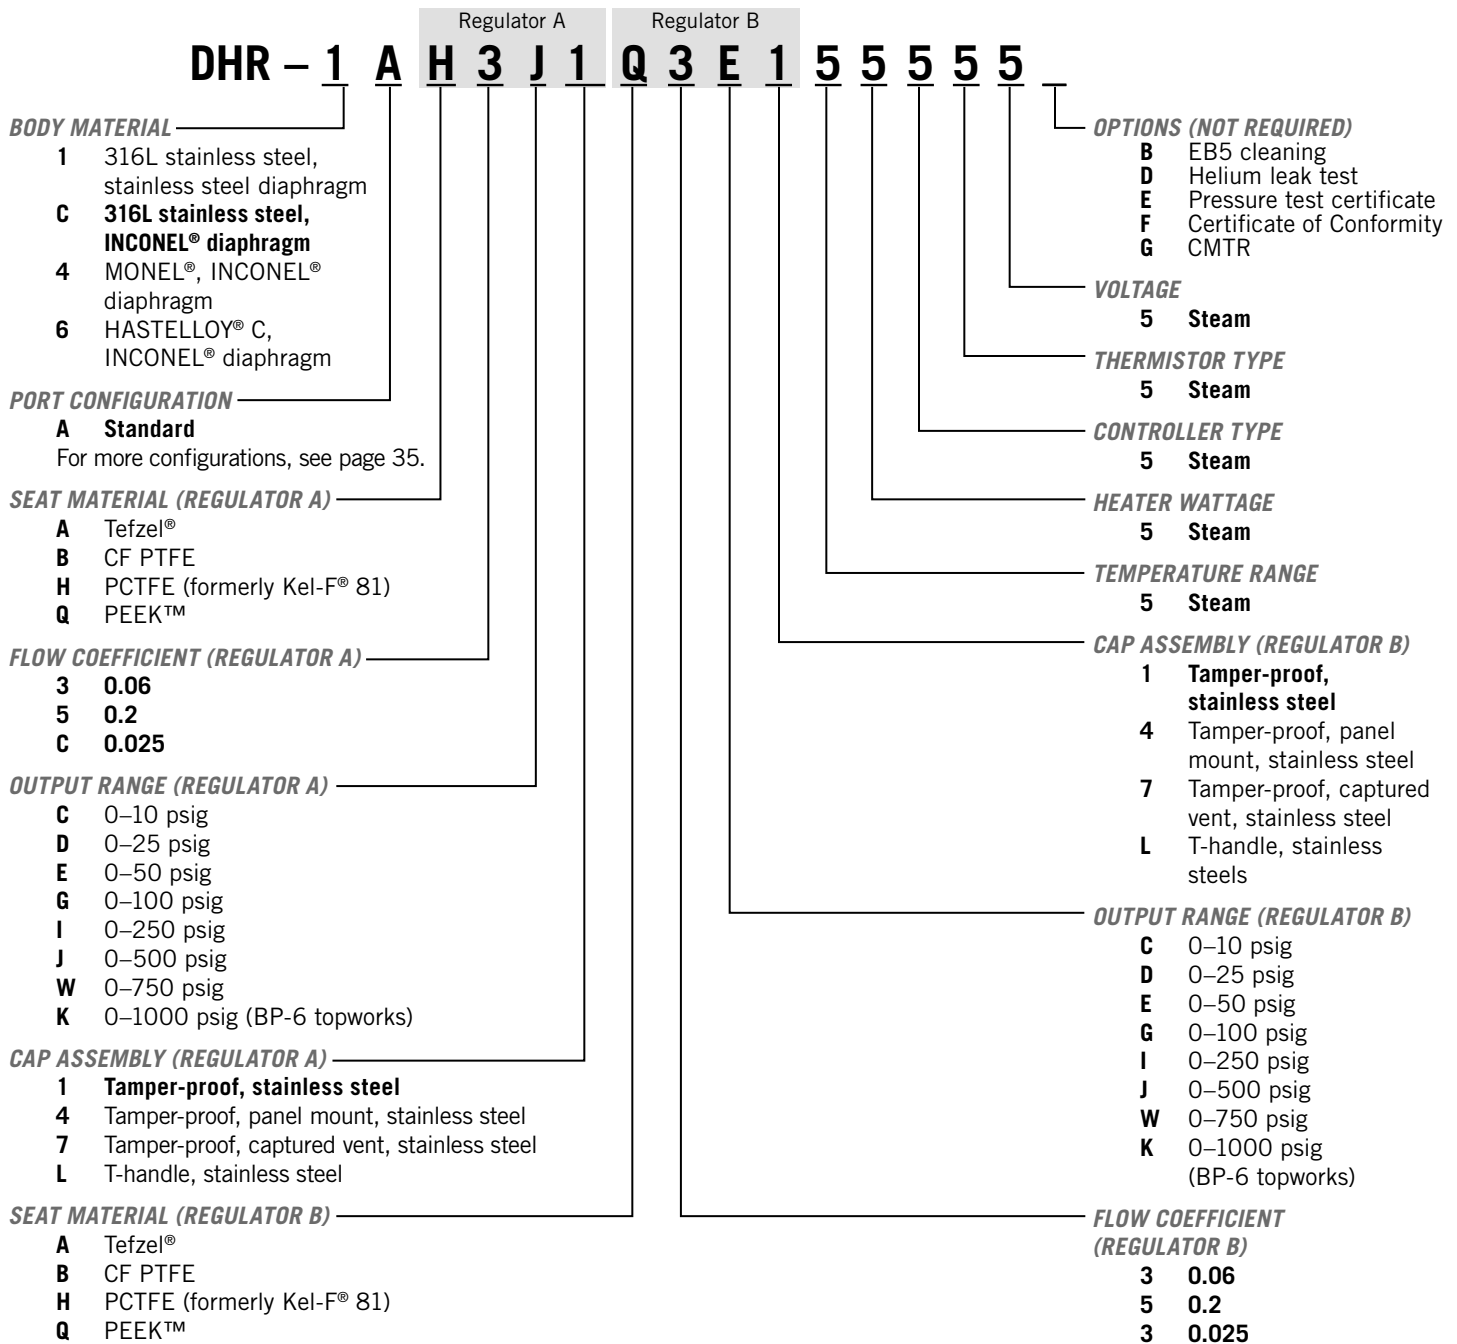 Regulator A
Regulator B
DHR – 1 A H 3 J 1 Q 3 E 1 5 5 5 5 5 _
BODY MATERIAL
1 316L stainless steel,
stainless steel diaphragm
C 316L stainless steel,
INCONEL® diaphragm
4 MONEL®, INCONEL®
diaphragm
6 HASTELLOY® C,
INCONEL® diaphragm
PORT CONFIGURATION
A Standard
For more configurations, see page 35.
SEAT MATERIAL (REGULATOR A)
A Tefzel®
B CF PTFE
H PCTFE (formerly Kel-F® 81)
Q PEEK™
FLOW COEFFICIENT (REGULATOR A)
3 0.06
5 0.2
C 0.025
OUTPUT RANGE (REGULATOR A)
C 0–10 psig
D 0–25 psig
E 0–50 psig
G 0–100 psig
I 0–250 psig
J 0–500 psig
W 0–750 psig
K 0–1000 psig (BP-6 topworks)
CAP ASSEMBLY (REGULATOR A)
1 Tamper-proof, stainless steel
4 Tamper-proof, panel mount, stainless steel
7 Tamper-proof, captured vent, stainless steel
L T-handle, stainless steel
SEAT MATERIAL (REGULATOR B)
A Tefzel®
B CF PTFE
H PCTFE (formerly Kel-F® 81)
Q PEEK™
OPTIONS (NOT REQUIRED)
B EB5 cleaning
D Helium leak test
E Pressure test certificate
F Certificate of Conformity
G CMTR
VOLTAGE
5 Steam
THERMISTOR TYPE
5 Steam
CONTROLLER TYPE
5 Steam
HEATER WATTAGE
5 Steam
TEMPERATURE RANGE
5 Steam
CAP ASSEMBLY (REGULATOR B)
1 Tamper-proof,
stainless steel
4 Tamper-proof, panel
mount, stainless steel
7 Tamper-proof, captured
vent, stainless steel
L T-handle, stainless
steels
OUTPUT RANGE (REGULATOR B)
C 0–10 psig
D 0–25 psig
E 0–50 psig
G 0–100 psig
I 0–250 psig
J 0–500 psig
W 0–750 psig
K 0–1000 psig
(BP-6 topworks)
FLOW COEFFICIENT
(REGULATOR B)
3 0.06
5 0.2
3 0.025